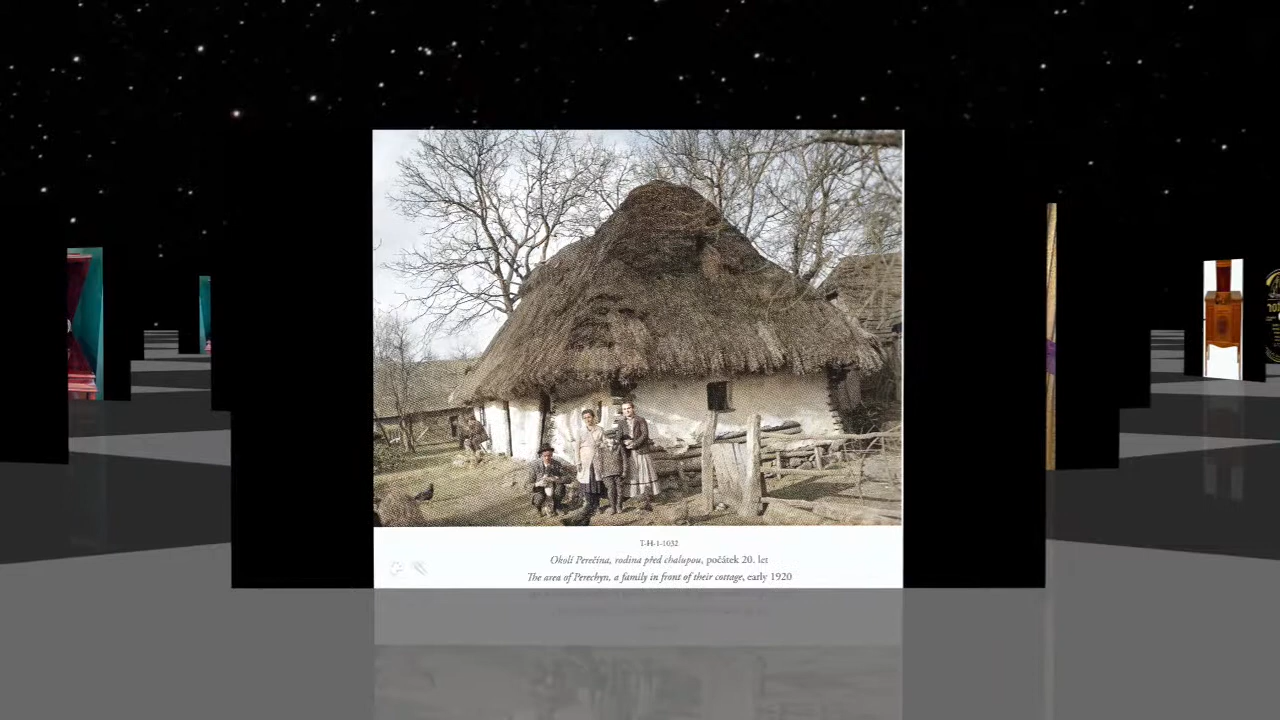 T-H-1-1032
Okolí Perečína, rodina před chalupou, počátek 20. let
The area of Perechyn, a family in front of their cottage, early 1920